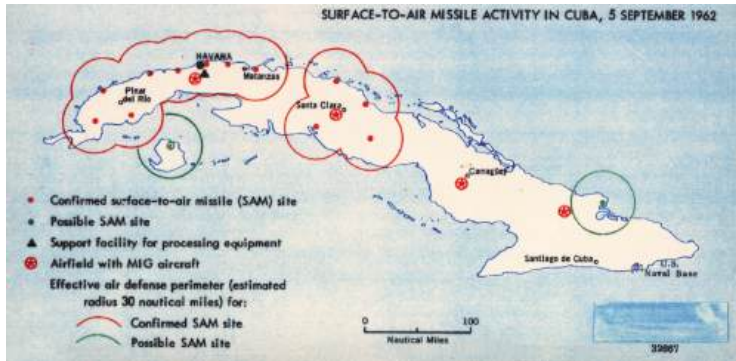 SURFACE-TO-AIR MISSILE ACTIVITY IN CUBA, 5 SEPTEMBER 1962
HAVANA
Matanzas
Pinar
del Rio
Santa Clara
Camagüey
Santiago de Cuba
U.S.
Naval Base
Confirmed surface-to-air missile (SAM) site
Possible SAM site
Support facility for processing equipment
Airfield with MIG aircraft
Effective air defense perimeter (estimated
radius 30 nautical miles) for:
Confirmed SAM site
Possible SAM site
0 100
Nautical Miles
32867